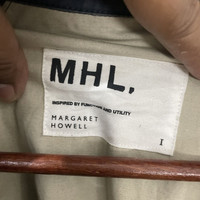 MHL,
INSPIRED BY FUNCTION AND UTILITY
MARGARET
HOWELL
I